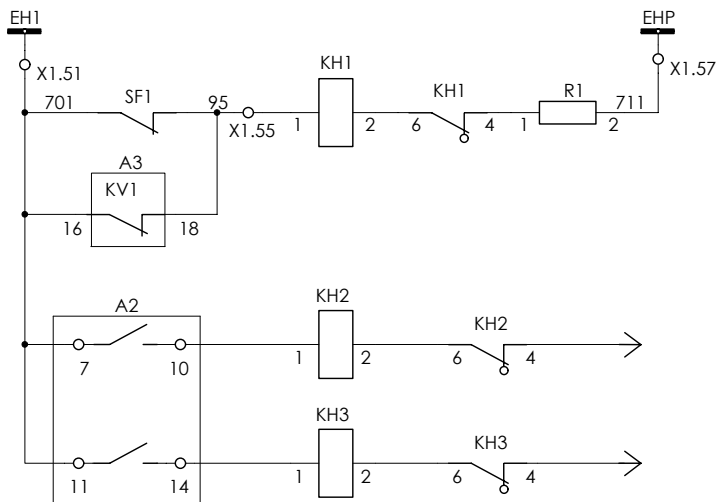 EH1 EHP
X1.51 X1.57
KH1
701 SF1 95 KH1 R1 711
X1.55 1 2 6 4 1 2
A3
KV1
16 18
A2 KH2
KH2
7 10 1 2 6 4
KH3
KH3
11 14 1 2 6 4